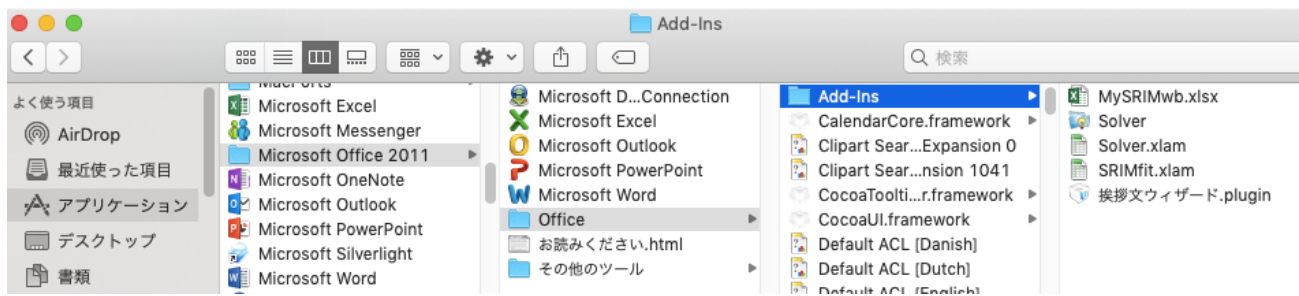 Add-Ins
検索
よく使う項目
AirDrop
最近使った項目
アプリケーション
デスクトップ
書類
MacPorts
Microsoft Excel
Microsoft Messenger
Microsoft Office 2011
Microsoft OneNote
Microsoft Outlook
Microsoft PowerPoint
Microsoft Silverlight
Microsoft Word
Microsoft D...Connection
Microsoft Excel
Microsoft Outlook
Microsoft PowerPoint
Microsoft Word
Office
お読みください.html
その他のツール
Add-Ins
CalendarCore.framework
Clipart Sear...Expansion 0
Clipart Sear...nsion 1041
CocoaToolti...r.framework
CocoaUI.framework
Default ACL [Danish]
Default ACL [Dutch]
Default ACL [English]
MySRIMwb.xlsx
Solver
Solver.xlam
SRIMfit.xlam
挨拶文ウィザード.plugin